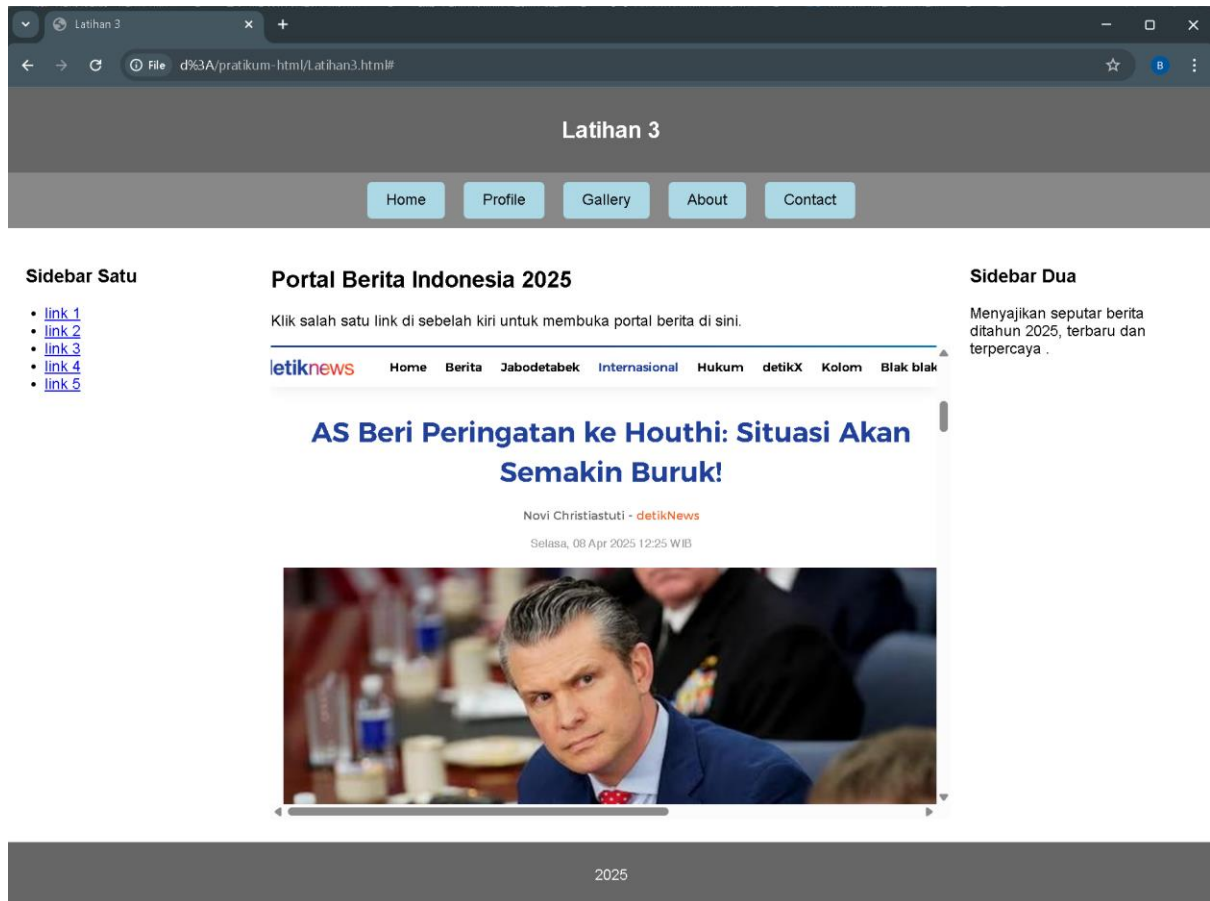 Latihan 3
File d%3A/pratikum-html/Latihan3.html#
B
Latihan 3
Home Profile Gallery About Contact
Sidebar Satu
link 1
link 2
link 3
link 4
link 5
Portal Berita Indonesia 2025
Klik salah satu link di sebelah kiri untuk membuka portal berita di sini.
letiknews Home Berita Jabodetabek Internasional Hukum detikX Kolom Blak blak
AS Beri Peringatan ke Houthi: Situasi Akan
Semakin Buruk!
Novi Christiastuti - detikNews
Selasa, 08 Apr 2025 12:25 WIB
Sidebar Dua
Menyajikan seputar berita
ditahun 2025, terbaru dan
terpercaya .
2025